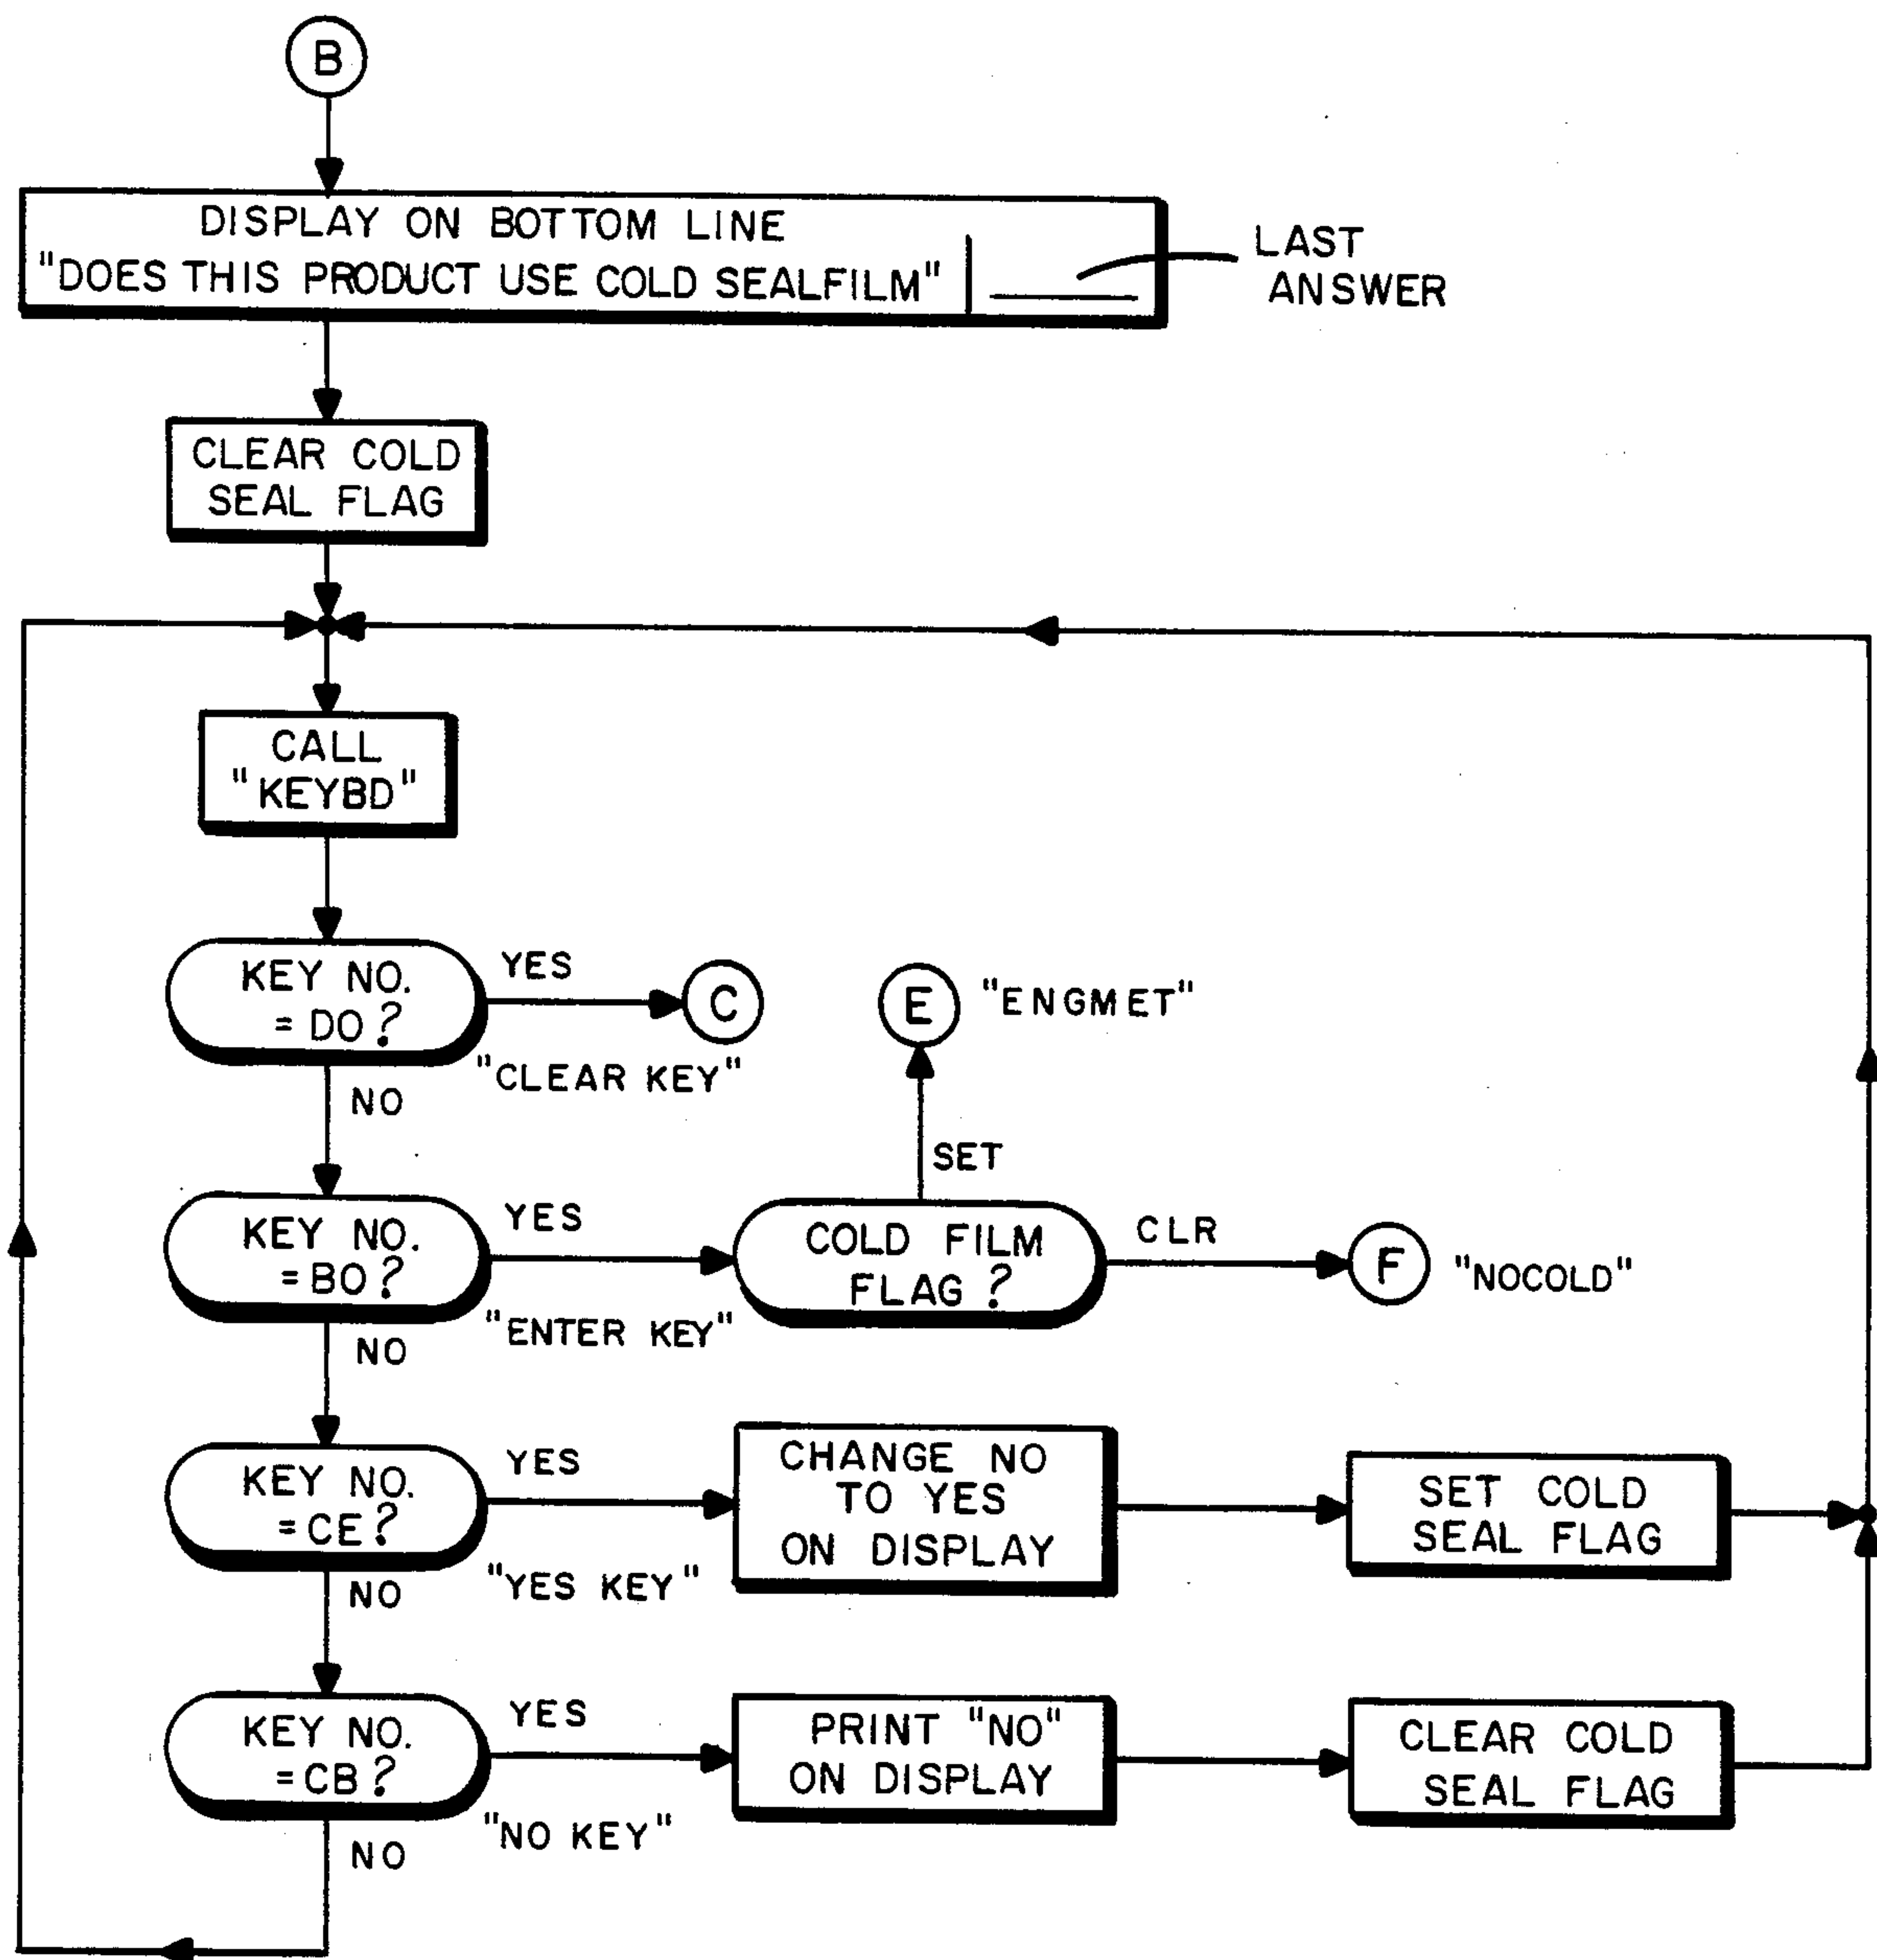 B
DISPLAY ON BOTTOM LINE
"DOES THIS PRODUCT USE COLD SEALFILM"
LAST
ANSWER
CLEAR COLD
SEAL FLAG
CALL
"KEYBD"
KEY NO.
=DO?
YES
"CLEAR KEY"
C
NO
E
"ENGMET"
SET
KEY NO.
=BO?
YES
"ENTER KEY"
COLD FILM
FLAG?
CLR
F
"NOCOLD"
NO
KEY NO.
=CE?
YES
"YES KEY"
CHANGE NO
TO YES
ON DISPLAY
SET COLD
SEAL FLAG
NO
KEY NO.
=CB?
YES
"NO KEY"
PRINT "NO"
ON DISPLAY
CLEAR COLD
SEAL FLAG
NO